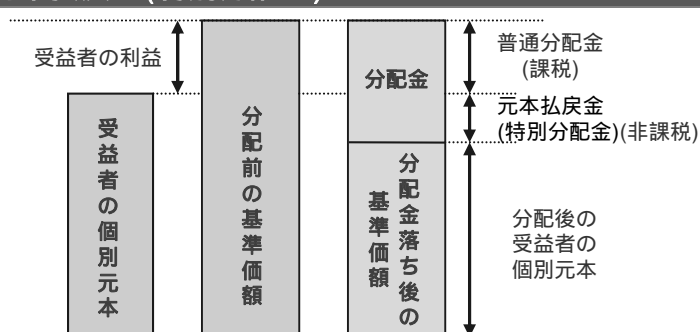 受益者の利益
受益者の個別元本
分配前の基準価額
分配金
分配金落ち後の
基準価額
普通分配金
(課税)
元本払戻金
(特別分配金)(非課税)
分配後の
受益者の
個別元本